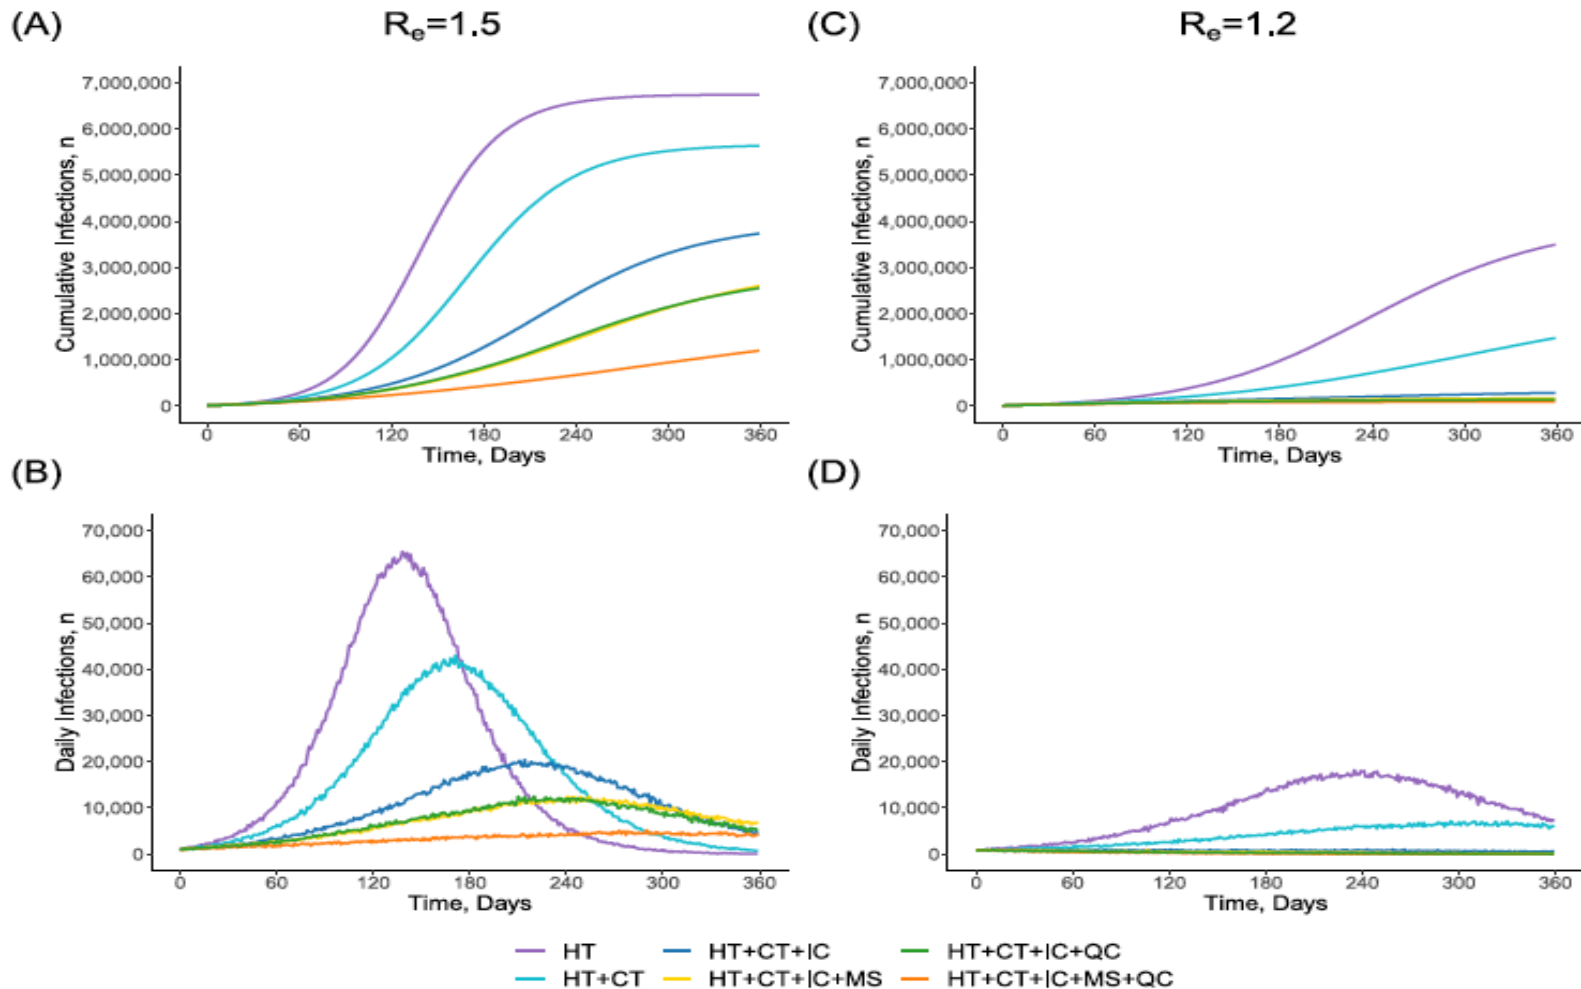 (A) Re=1.5
7,000,000
6,000,000
5,000,000
4,000,000
3,000,000
2,000,000
1,000,000
0
Cumulative Infections, n
0 60 120 180 240 300 360
Time, Days
(C) Re=1.2
7,000,000
6,000,000
5,000,000
4,000,000
3,000,000
2,000,000
1,000,000
0
Cumulative Infections, n
0 60 120 180 240 300 360
Time, Days
(B)
70,000
60,000
50,000
40,000
30,000
20,000
10,000
0
Daily Infections, n
0 60 120 180 240 300 360
Time, Days
(D)
70,000
60,000
50,000
40,000
30,000
20,000
10,000
0
Daily Infections, n
0 60 120 180 240 300 360
Time, Days
HT HT+CT+IC HT+CT+IC+QC
HT+CT HT+CT+IC+MS HT+CT+IC+MS+QC